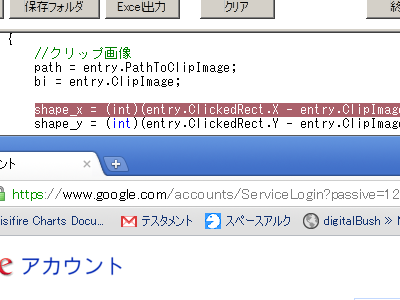 保存フォルダ Excel出力 クリア
{
//クリップ画像
path = entry.PathToClipImage;
bi = entry.ClipImage;
shape_x = (int)(entry.ClickedRect.X - entry.ClipImage
shape_y = (int)(entry.ClickedRect.Y - entry.ClipImage
ント × +
https://www.google.com/accounts/ServiceLogin?passive=12
isifire Charts Docu... テスタメント スペースアルク digitalBush »
e アカウント